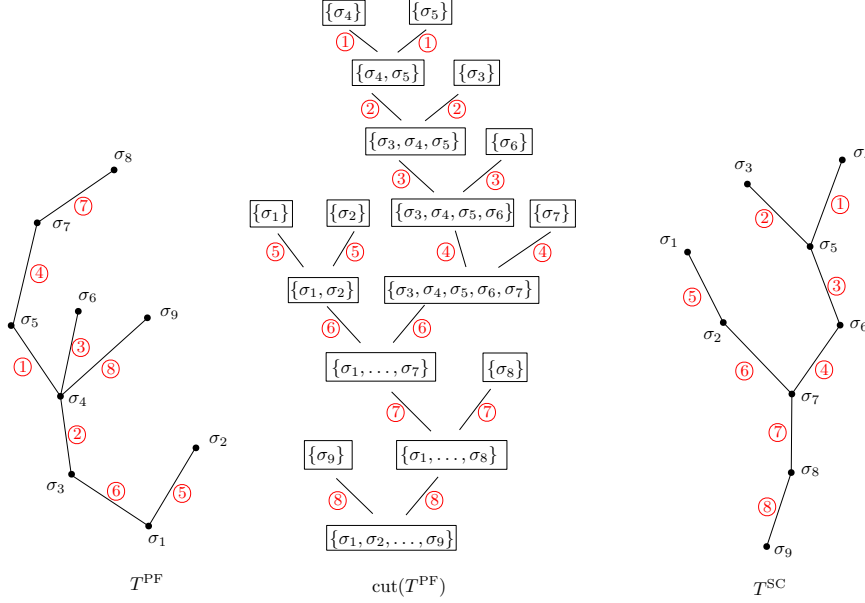 σ₈
⑦
σ₇
④
σ₆
σ₉
σ₅
③
①
⑧
σ₄
②
σ₂
σ₃
⑥
⑤
σ₁
T^PF
{σ₄} {σ₅}
① ①
{σ₄, σ₅} {σ₃}
② ②
{σ₃, σ₄, σ₅} {σ₆}
③ ③
{σ₁} {σ₂} {σ₃, σ₄, σ₅, σ₆} {σ₇}
⑤ ⑤ ④ ④
{σ₁, σ₂} {σ₃, σ₄, σ₅, σ₆, σ₇}
⑥ ⑥
{σ₁, . . . , σ₇} {σ₈}
⑦ ⑦
{σ₉} {σ₁, . . . , σ₈}
⑧ ⑧
{σ₁, σ₂, . . . , σ₉}
cut(T^PF)
σ₃
①
②
σ₁
σ₅
③
⑤
σ₂
σ₆
⑥
④
σ₇
⑦
σ₈
⑧
σ₉
T^SC